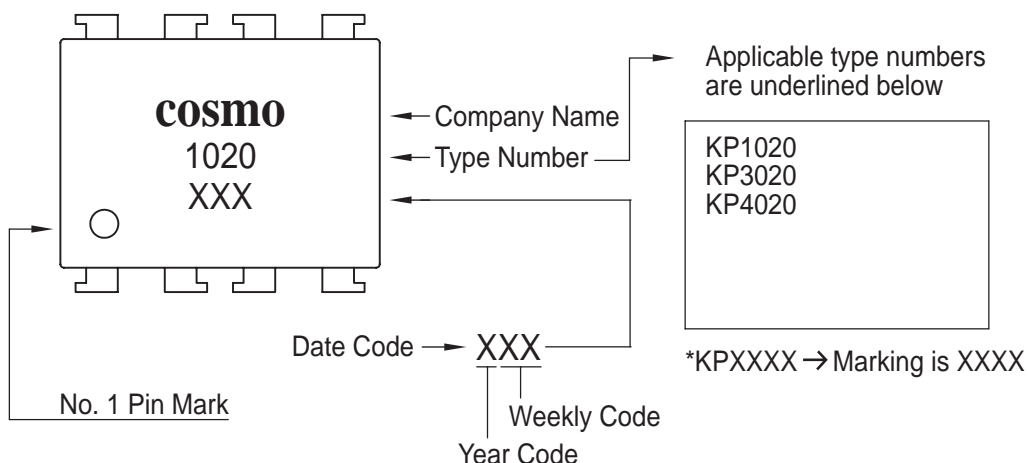 cosmo
1020
XXX
Company Name
Type Number
Applicable type numbers
are underlined below
KP1020
KP3020
KP4020
*KPXXXX → Marking is XXXX
Date Code
XXX
No. 1 Pin Mark
Weekly Code
Year Code